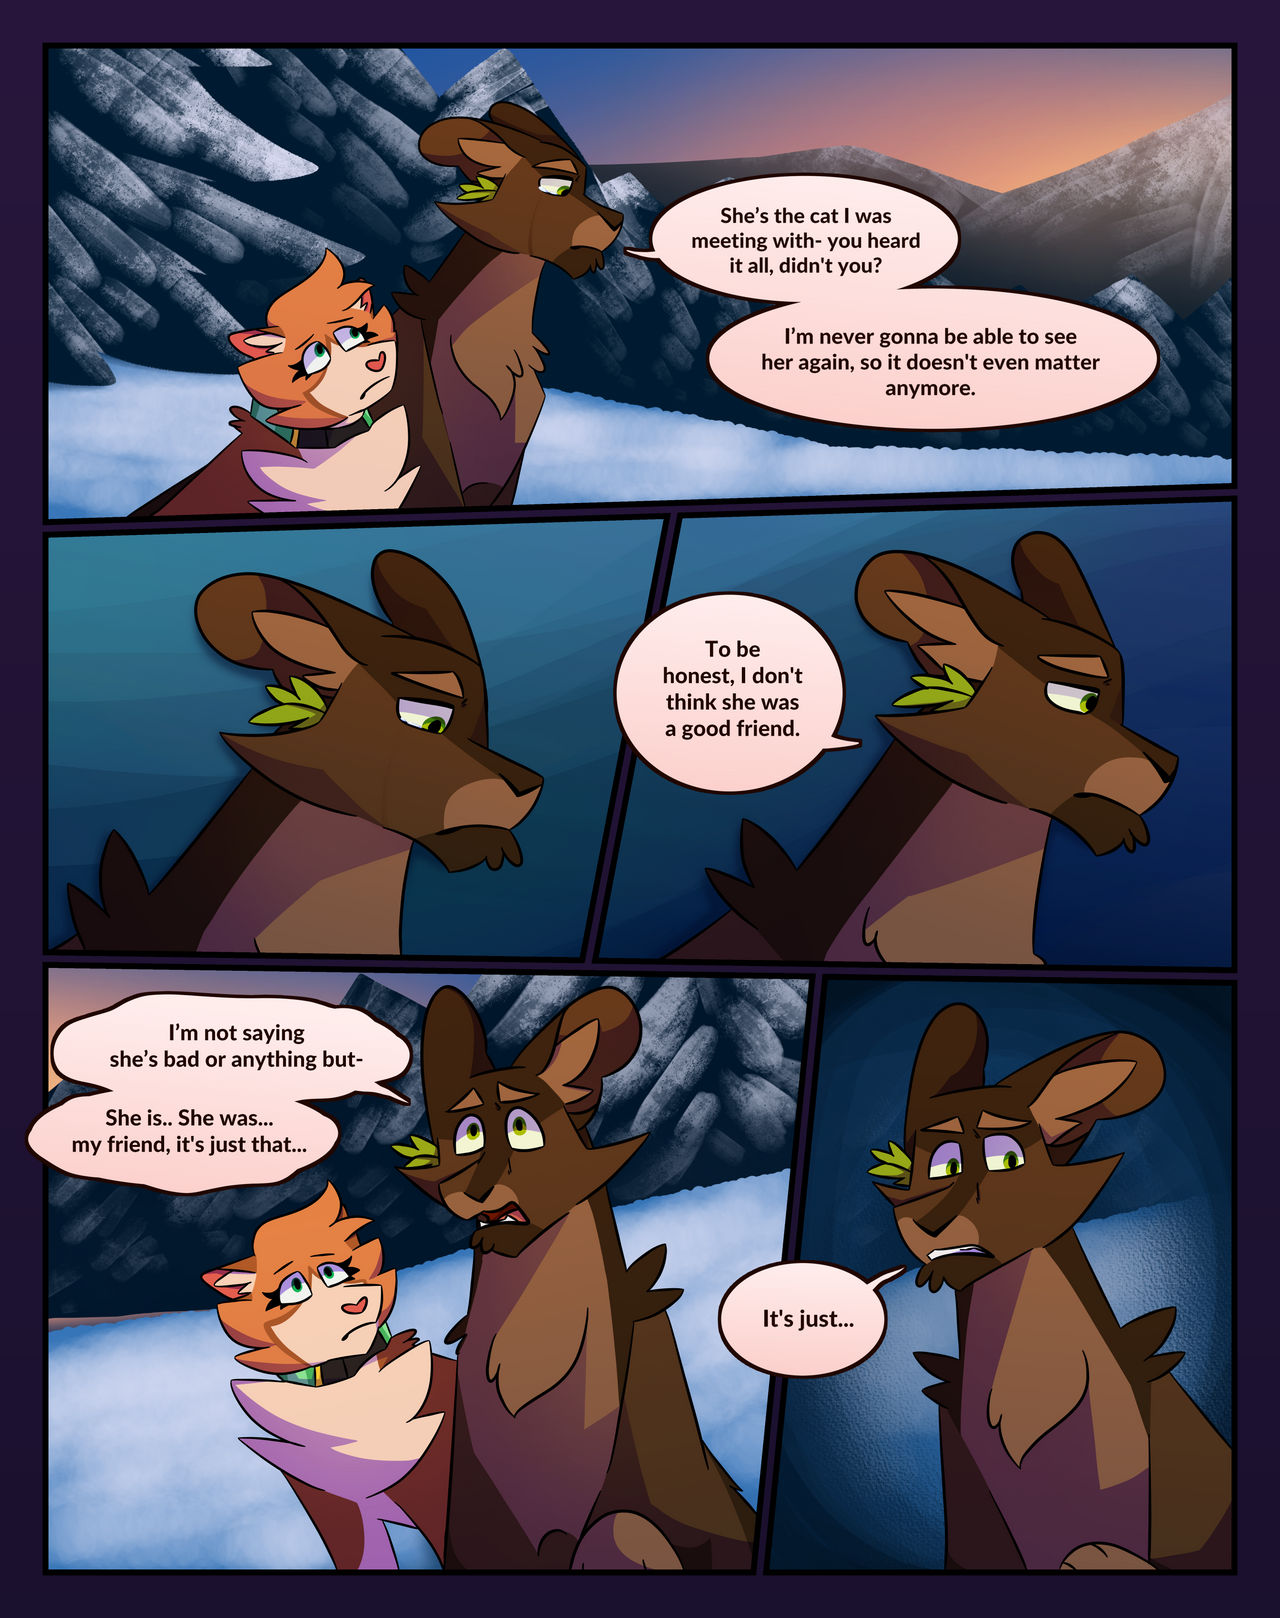 She’s the cat I was
meeting with- you heard
it all, didn't you?
I’m never gonna be able to see
her again, so it doesn't even matter
anymore.
To be
honest, I don't
think she was
a good friend.
I’m not saying
she’s bad or anything but-
She is.. She was...
my friend, it's just that...
It's just...